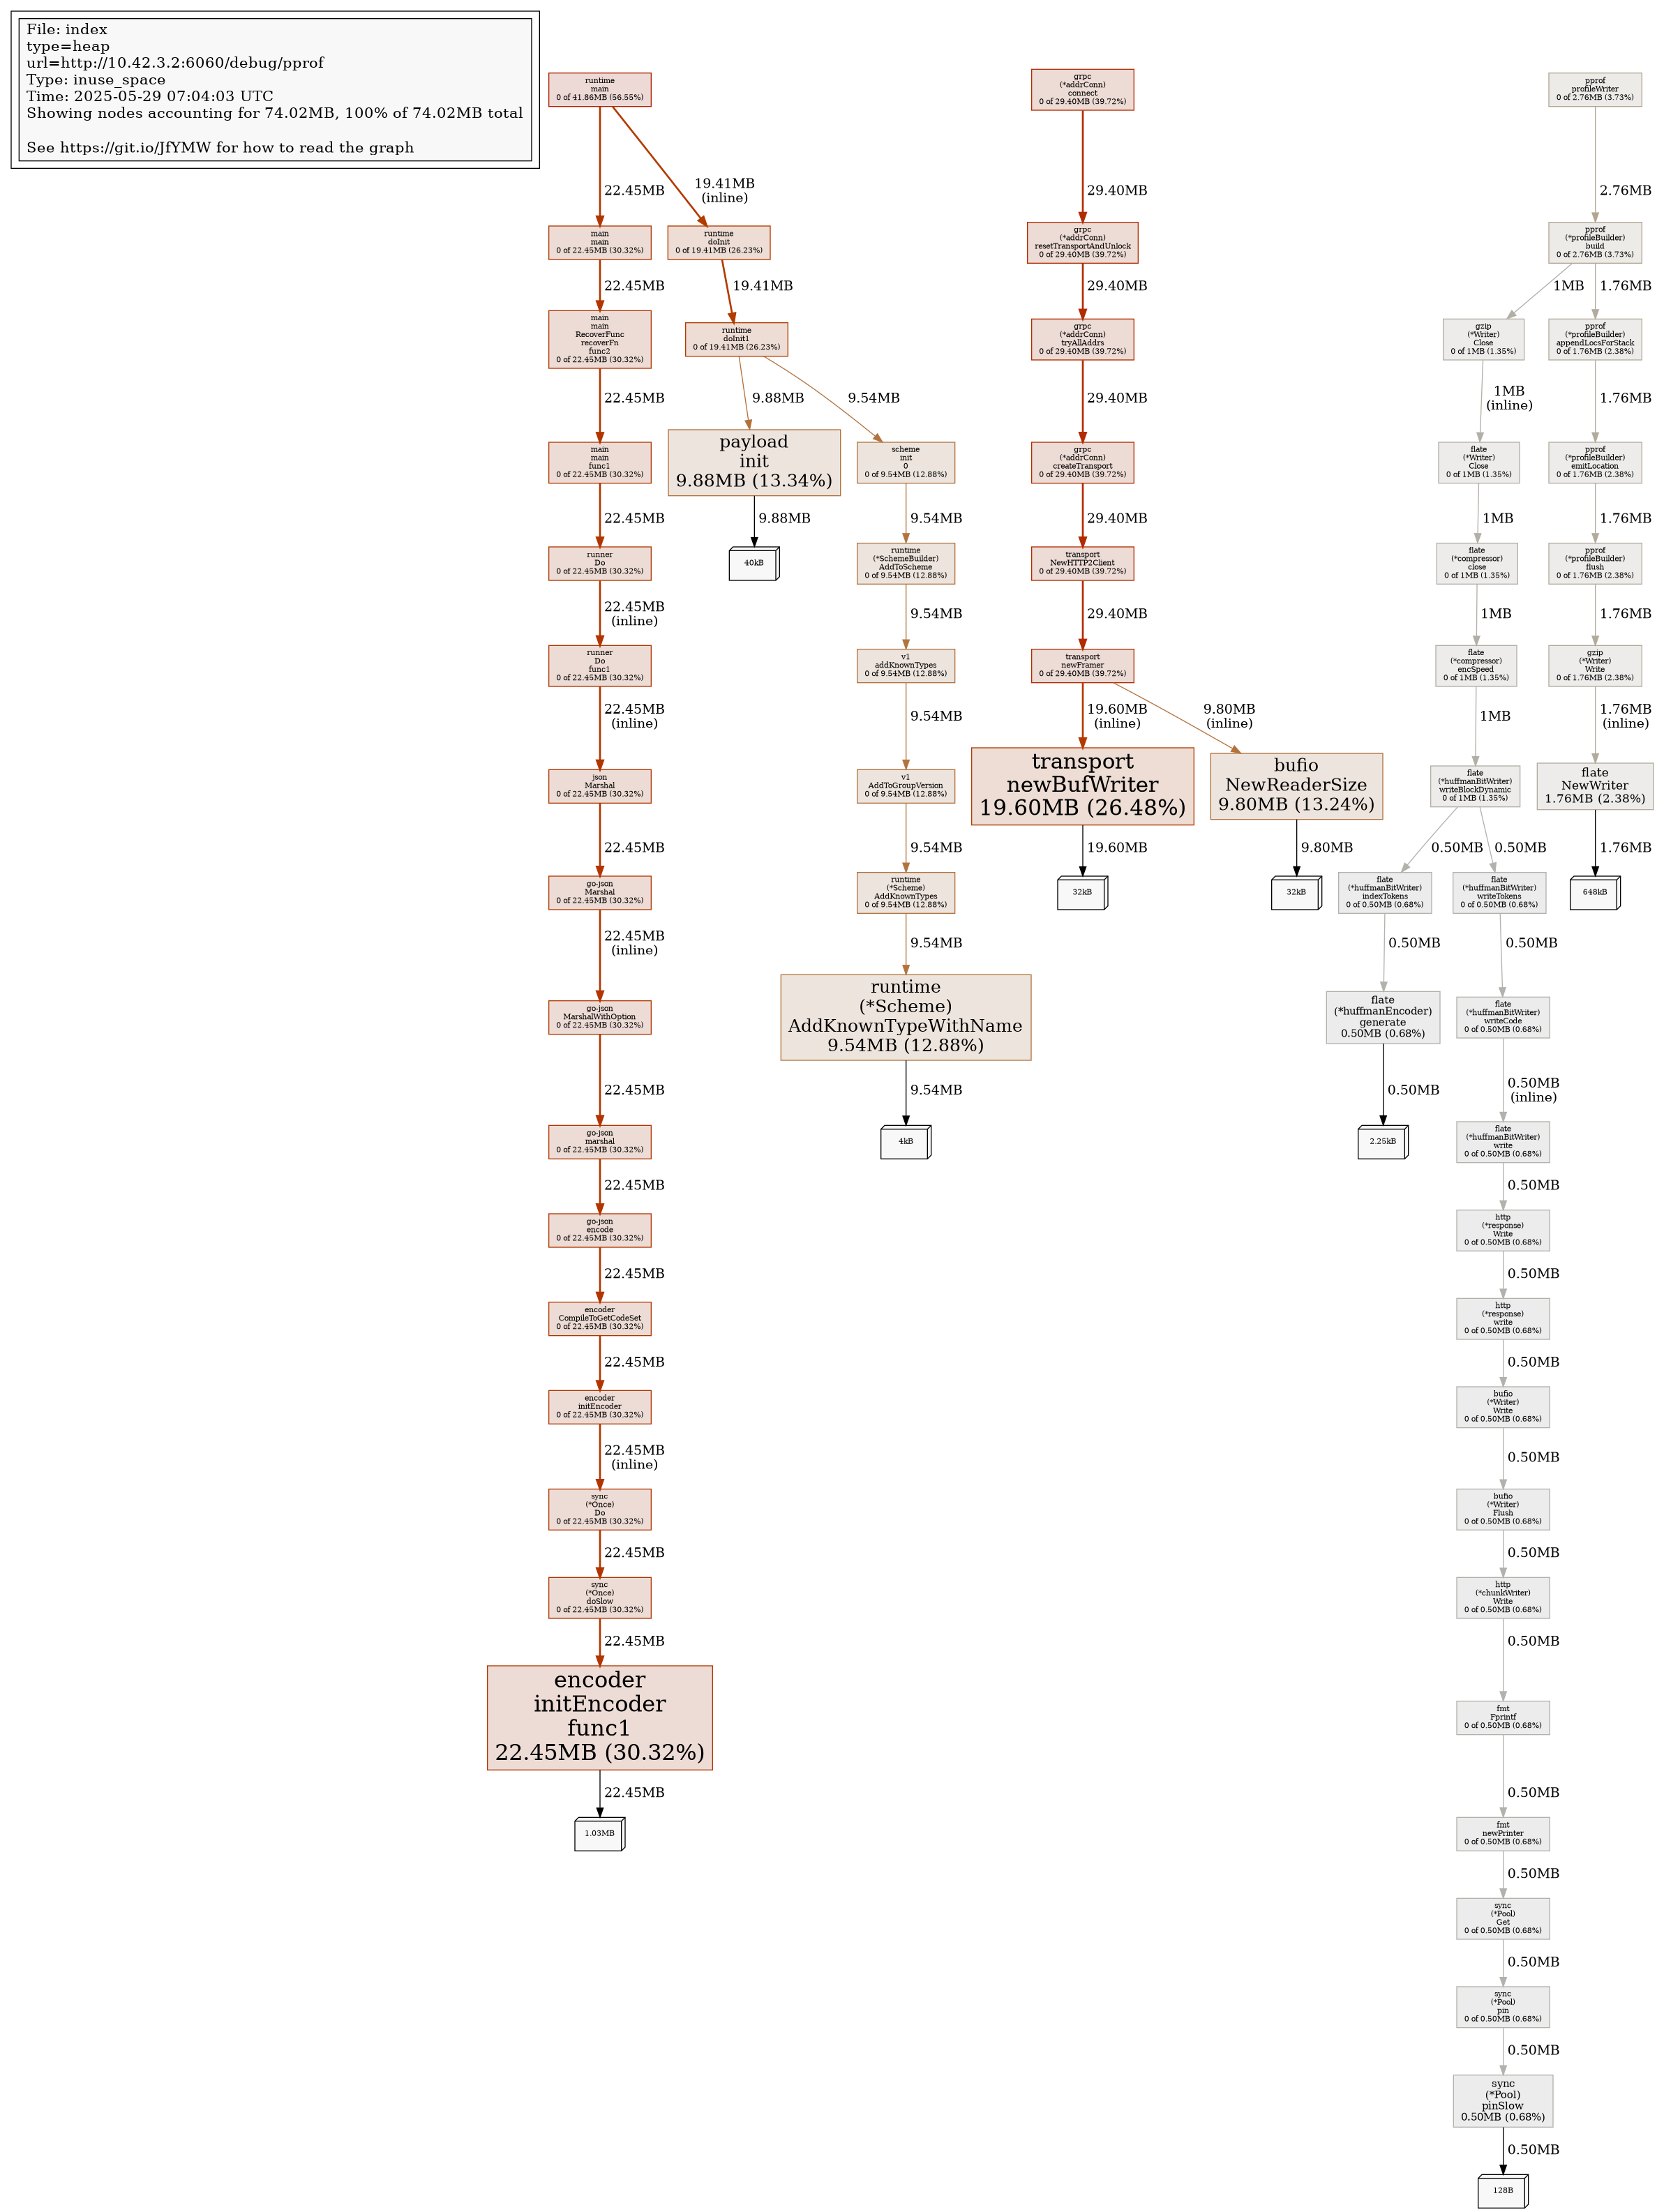 File: index
type=heap
url=http://10.42.3.2:6060/debug/pprof
Type: inuse_space
Time: 2025-05-29 07:04:03 UTC
Showing nodes accounting for 74.02MB, 100% of 74.02MB total
See https://git.io/JfYMW for how to read the graph
runtime
main
0 of 41.86MB (56.55%)
22.45MB
19.41MB
(inline)
main
main
0 of 22.45MB (30.32%)
22.45MB
main
main
RecoverFunc
recoverFn
func2
0 of 22.45MB (30.32%)
22.45MB
main
main
func1
0 of 22.45MB (30.32%)
22.45MB
runner
Do
0 of 22.45MB (30.32%)
22.45MB
(inline)
runner
Do
func1
0 of 22.45MB (30.32%)
22.45MB
(inline)
json
Marshal
0 of 22.45MB (30.32%)
22.45MB
go-json
Marshal
0 of 22.45MB (30.32%)
22.45MB
(inline)
go-json
MarshalWithOption
0 of 22.45MB (30.32%)
22.45MB
go-json
marshal
0 of 22.45MB (30.32%)
22.45MB
go-json
encode
0 of 22.45MB (30.32%)
22.45MB
encoder
CompileToGetCodeSet
0 of 22.45MB (30.32%)
22.45MB
encoder
initEncoder
0 of 22.45MB (30.32%)
22.45MB
(inline)
sync
(*Once)
Do
0 of 22.45MB (30.32%)
22.45MB
sync
(*Once)
doSlow
0 of 22.45MB (30.32%)
22.45MB
encoder
initEncoder
func1
22.45MB (30.32%)
22.45MB
1.03MB
runtime
doInit
0 of 19.41MB (26.23%)
19.41MB
runtime
doInit1
0 of 19.41MB (26.23%)
9.88MB
9.54MB
payload
init
9.88MB (13.34%)
9.88MB
40kB
scheme
init
0
0 of 9.54MB (12.88%)
9.54MB
runtime
(*SchemeBuilder)
AddToScheme
0 of 9.54MB (12.88%)
9.54MB
v1
addKnownTypes
0 of 9.54MB (12.88%)
9.54MB
v1
AddToGroupVersion
0 of 9.54MB (12.88%)
9.54MB
runtime
(*Scheme)
AddKnownTypes
0 of 9.54MB (12.88%)
9.54MB
runtime
(*Scheme)
AddKnownTypeWithName
9.54MB (12.88%)
9.54MB
4kB
grpc
(*addrConn)
connect
0 of 29.40MB (39.72%)
29.40MB
grpc
(*addrConn)
resetTransportAndUnlock
0 of 29.40MB (39.72%)
29.40MB
grpc
(*addrConn)
tryAllAddrs
0 of 29.40MB (39.72%)
29.40MB
grpc
(*addrConn)
createTransport
0 of 29.40MB (39.72%)
29.40MB
transport
NewHTTP2Client
0 of 29.40MB (39.72%)
29.40MB
transport
newFramer
0 of 29.40MB (39.72%)
19.60MB
(inline)
9.80MB
(inline)
transport
newBufWriter
19.60MB (26.48%)
19.60MB
32kB
bufio
NewReaderSize
9.80MB (13.24%)
9.80MB
32kB
pprof
profileWriter
0 of 2.76MB (3.73%)
2.76MB
pprof
(*profileBuilder)
build
0 of 2.76MB (3.73%)
1MB
1.76MB
gzip
(*Writer)
Close
0 of 1MB (1.35%)
1MB
(inline)
flate
(*Writer)
Close
0 of 1MB (1.35%)
1MB
flate
(*compressor)
close
0 of 1MB (1.35%)
1MB
flate
(*compressor)
encSpeed
0 of 1MB (1.35%)
1MB
flate
(*huffmanBitWriter)
writeBlockDynamic
0 of 1MB (1.35%)
0.50MB
0.50MB
flate
(*huffmanBitWriter)
indexTokens
0 of 0.50MB (0.68%)
0.50MB
flate
(*huffmanEncoder)
generate
0.50MB (0.68%)
0.50MB
2.25kB
flate
(*huffmanBitWriter)
writeTokens
0 of 0.50MB (0.68%)
0.50MB
flate
(*huffmanBitWriter)
writeCode
0 of 0.50MB (0.68%)
0.50MB
(inline)
flate
(*huffmanBitWriter)
write
0 of 0.50MB (0.68%)
0.50MB
http
(*response)
Write
0 of 0.50MB (0.68%)
0.50MB
http
(*response)
write
0 of 0.50MB (0.68%)
0.50MB
bufio
(*Writer)
Write
0 of 0.50MB (0.68%)
0.50MB
bufio
(*Writer)
Flush
0 of 0.50MB (0.68%)
0.50MB
http
(*chunkWriter)
Write
0 of 0.50MB (0.68%)
0.50MB
fmt
Fprintf
0 of 0.50MB (0.68%)
0.50MB
fmt
newPrinter
0 of 0.50MB (0.68%)
0.50MB
sync
(*Pool)
Get
0 of 0.50MB (0.68%)
0.50MB
sync
(*Pool)
pin
0 of 0.50MB (0.68%)
0.50MB
sync
(*Pool)
pinSlow
0.50MB (0.68%)
0.50MB
128B
pprof
(*profileBuilder)
appendLocsForStack
0 of 1.76MB (2.38%)
1.76MB
pprof
(*profileBuilder)
emitLocation
0 of 1.76MB (2.38%)
1.76MB
pprof
(*profileBuilder)
flush
0 of 1.76MB (2.38%)
1.76MB
gzip
(*Writer)
Write
0 of 1.76MB (2.38%)
1.76MB
(inline)
flate
NewWriter
1.76MB (2.38%)
1.76MB
648kB